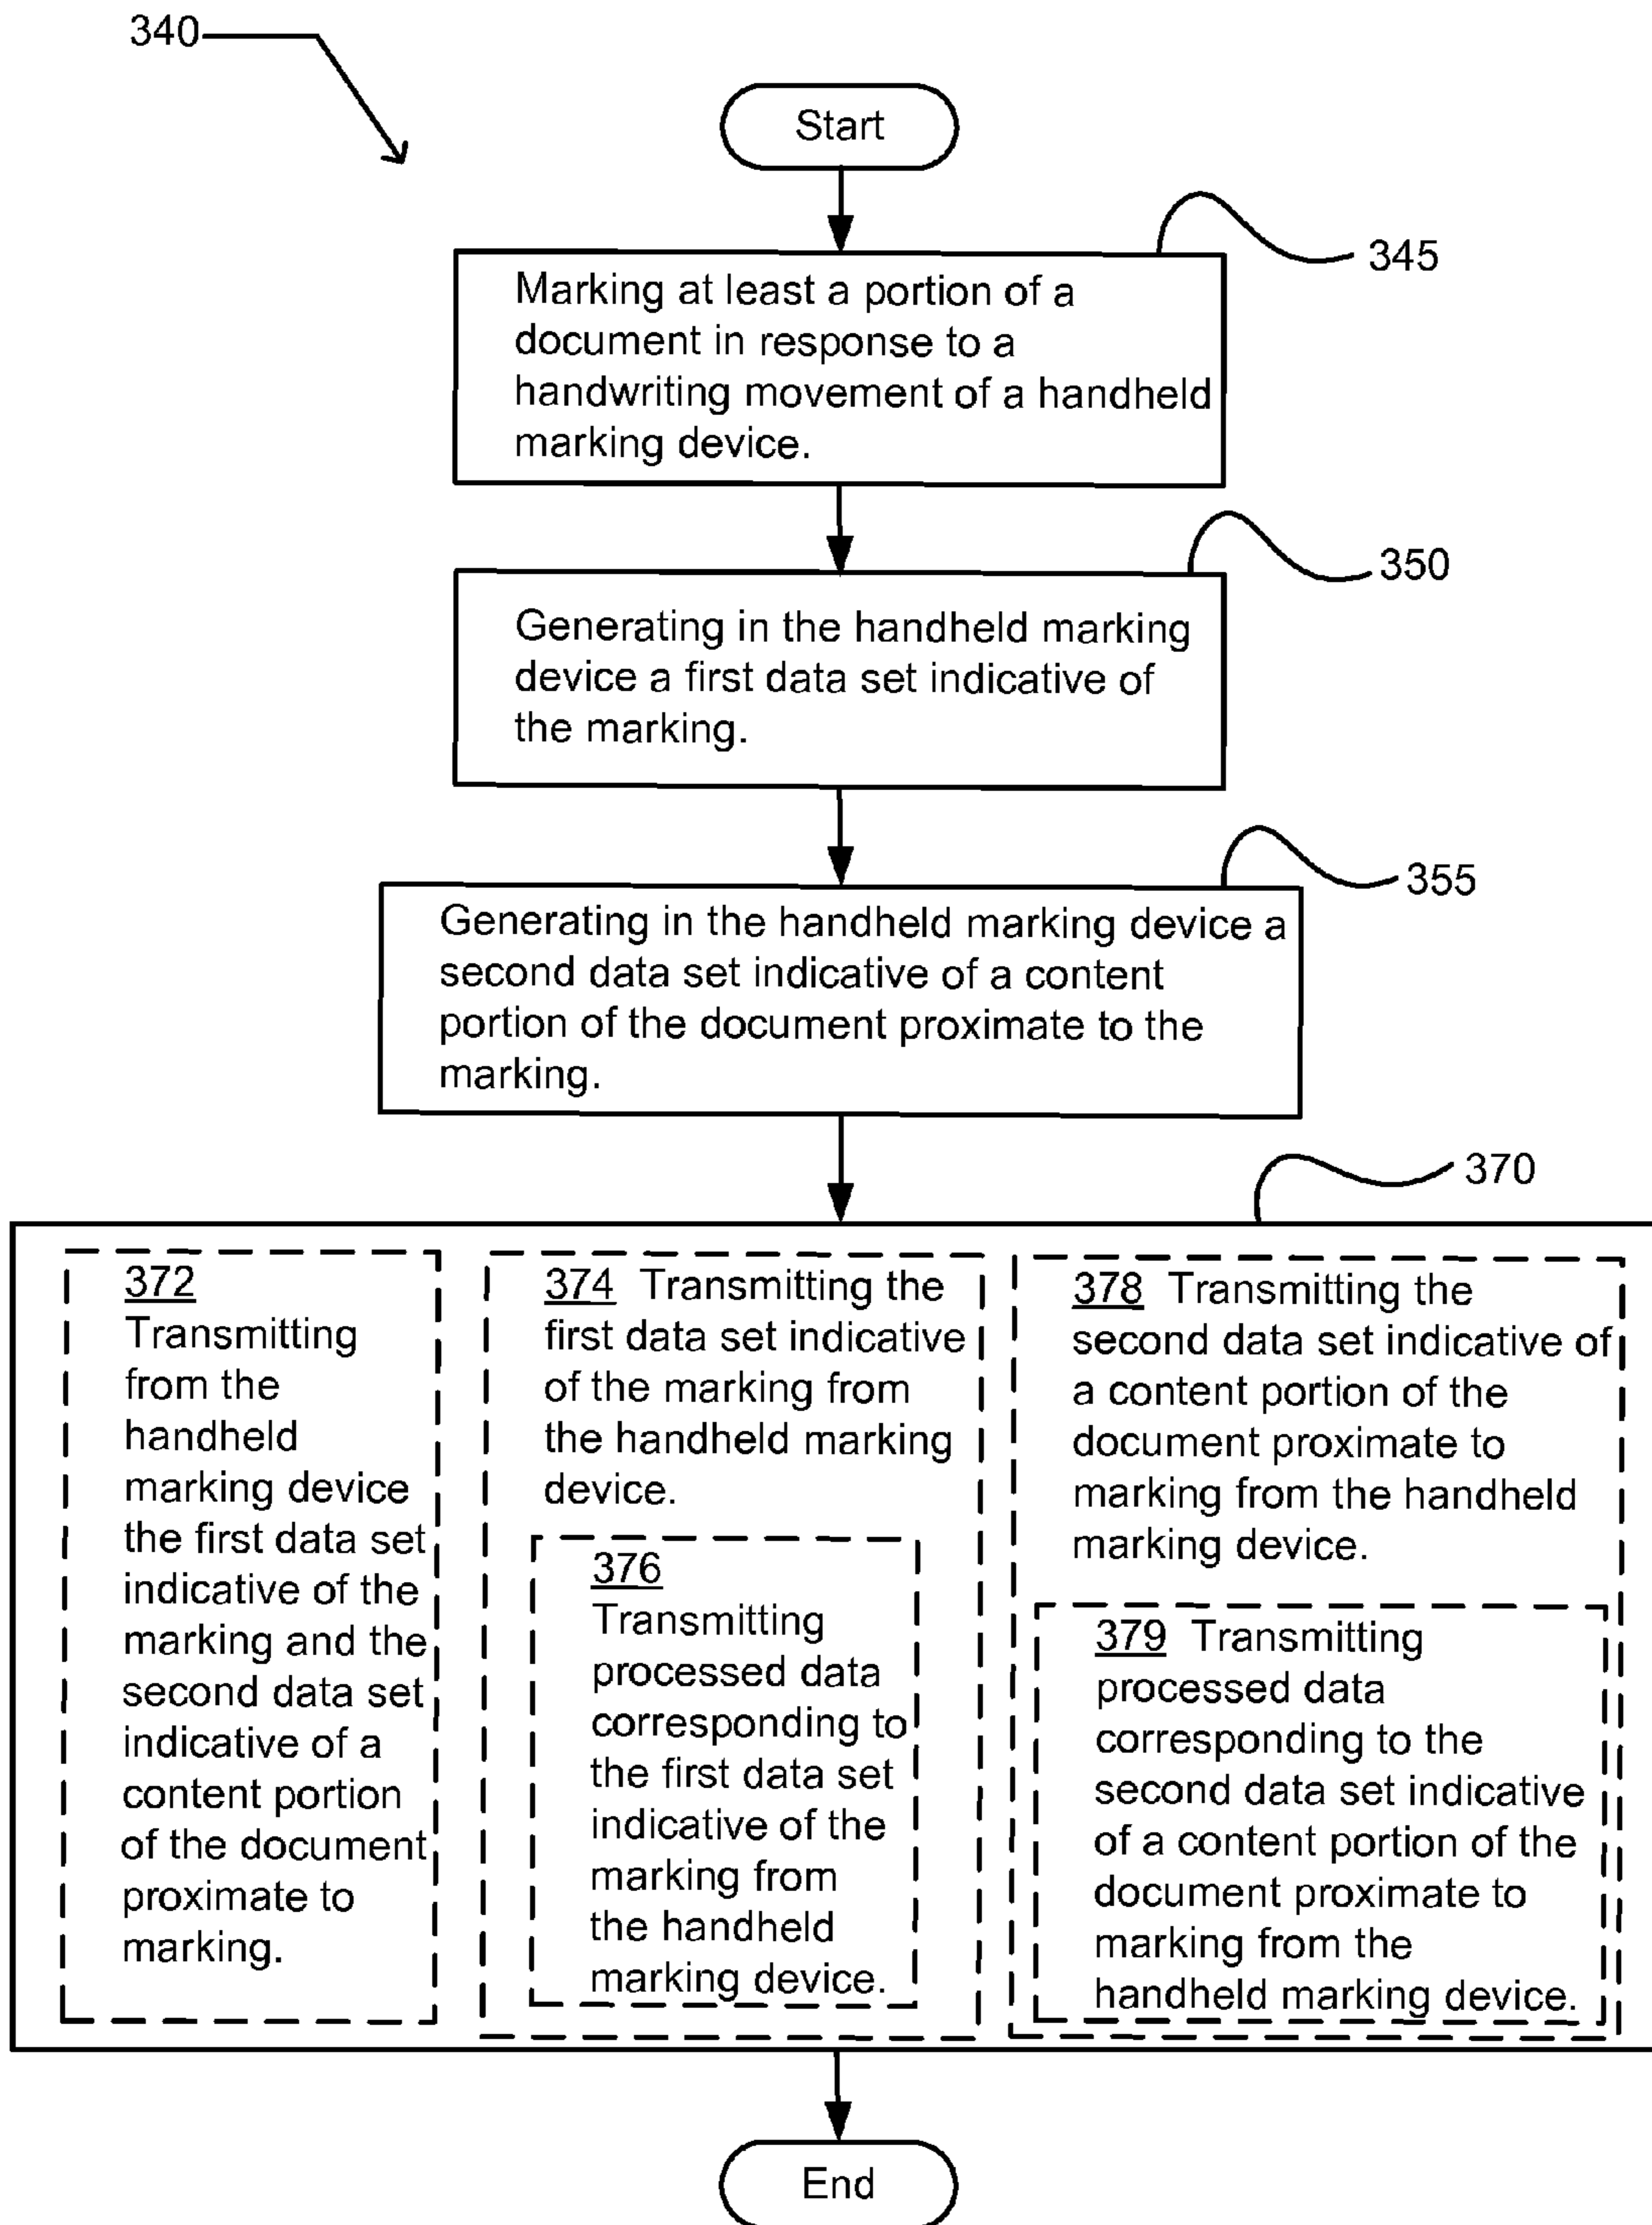 340
Start
345
Marking at least a portion of a
document in response to a
handwriting movement of a handheld
marking device.
350
Generating in the handheld marking
device a first data set indicative of
the marking.
355
Generating in the handheld marking device a
second data set indicative of a content
portion of the document proximate to the
marking.
370
372
Transmitting
from the
handheld
marking device
the first data set
indicative of the
marking and the
second data set
indicative of a
content portion
of the document
proximate to
marking.
374 Transmitting the
first data set indicative
of the marking from
the handheld marking
device.
376
Transmitting
processed data
corresponding to
the first data set
indicative of the
marking from
the handheld
marking device.
378 Transmitting the
second data set indicative of
a content portion of the
document proximate to
marking from the handheld
marking device.
379 Transmitting
processed data
corresponding to the
second data set indicative
of a content portion of the
document proximate to
marking from the
handheld marking device.
End